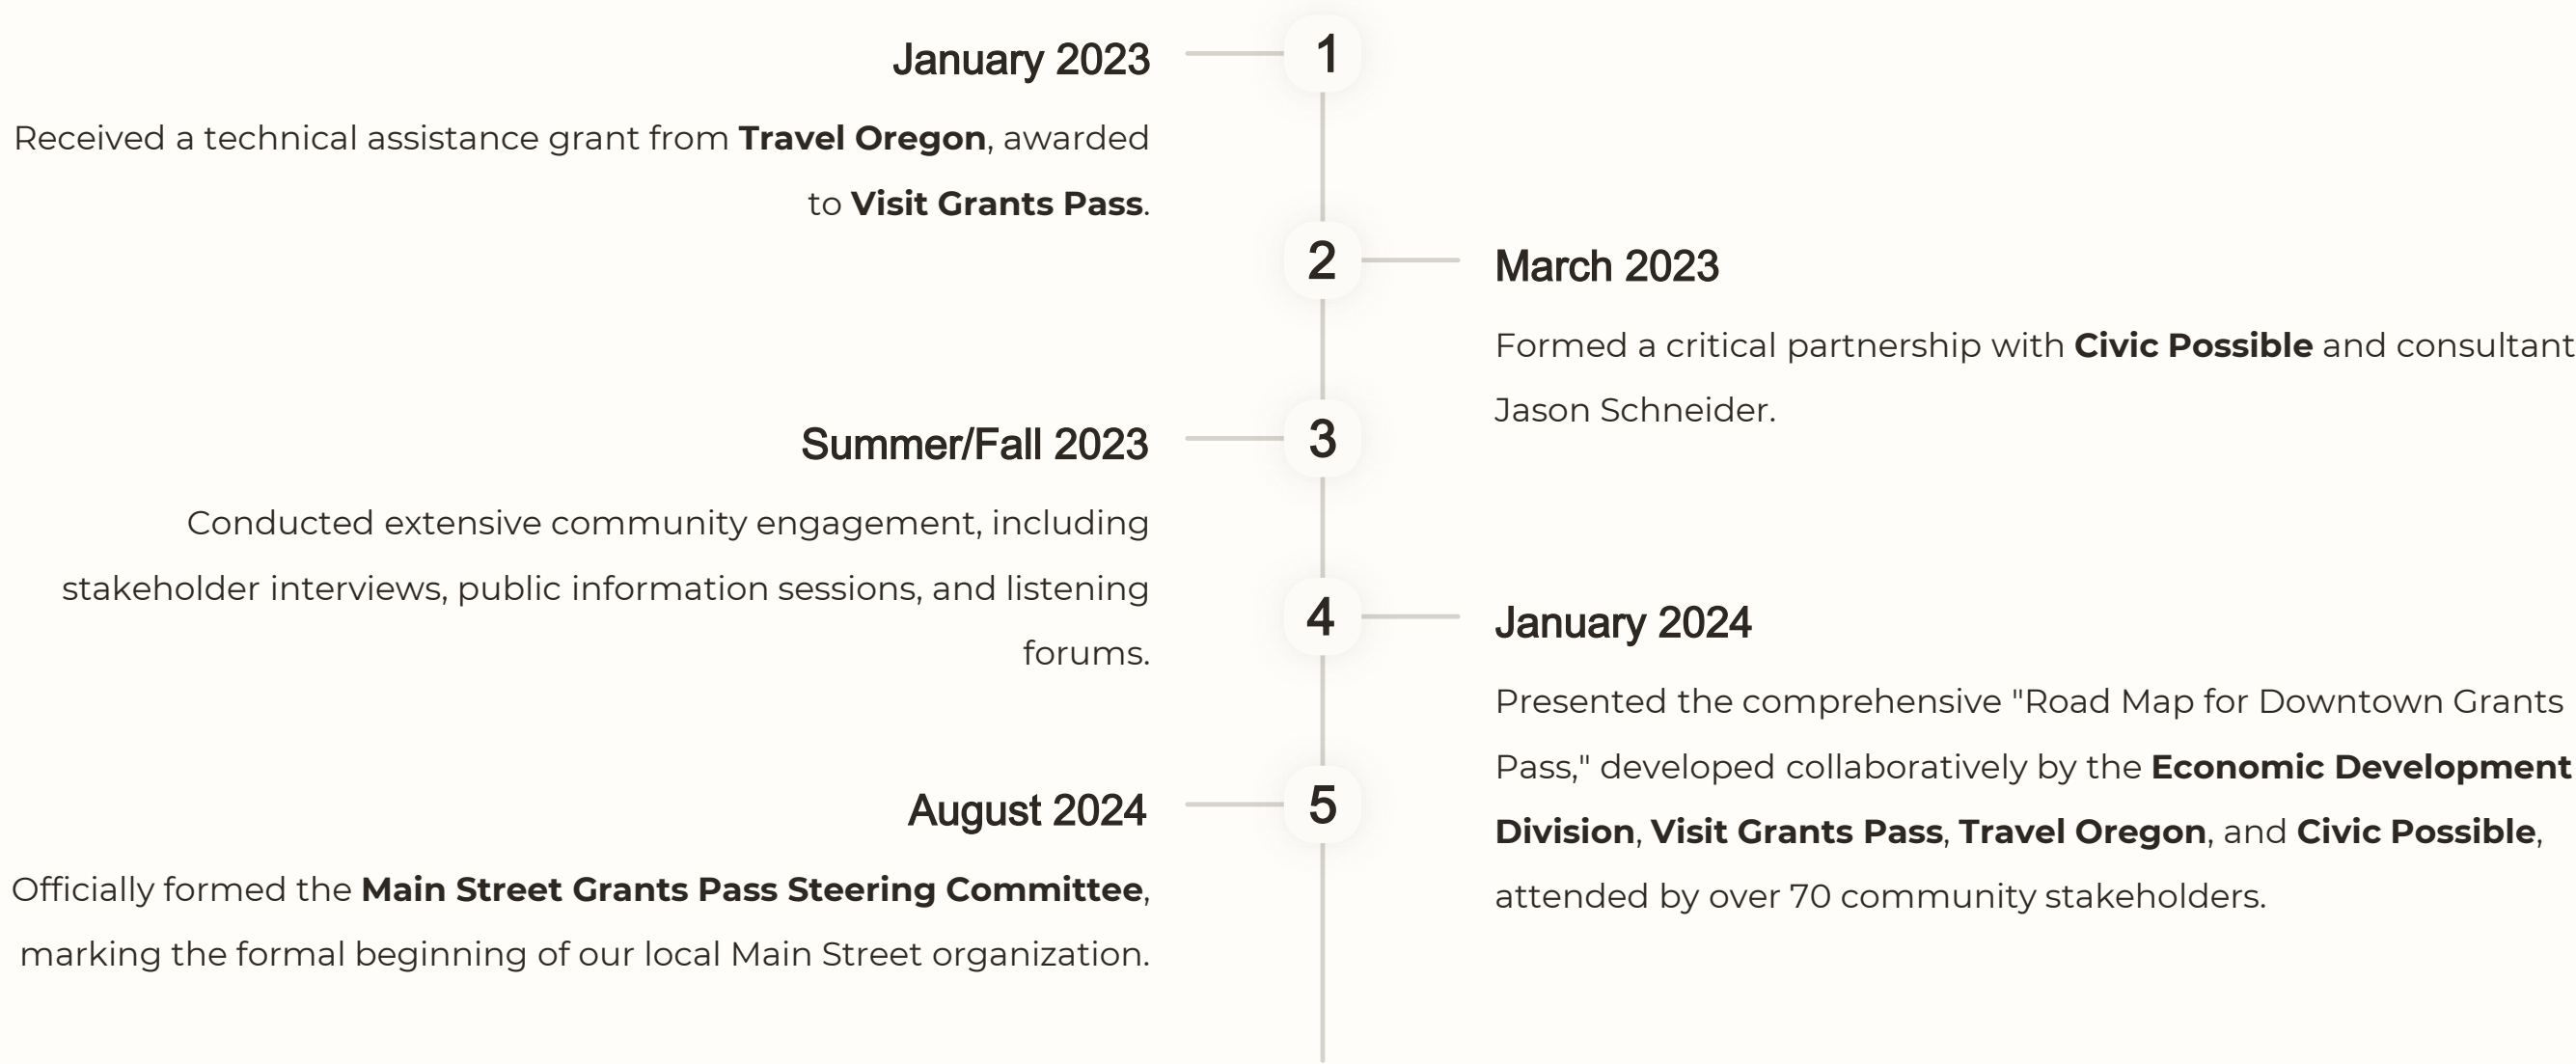 1
January 2023
Received a technical assistance grant from Travel Oregon, awarded
to Visit Grants Pass.
2
March 2023
Formed a critical partnership with Civic Possible and consultant
Jason Schneider.
3
Summer/Fall 2023
Conducted extensive community engagement, including
stakeholder interviews, public information sessions, and listening
forums.
4
January 2024
Presented the comprehensive "Road Map for Downtown Grants
Pass," developed collaboratively by the Economic Development
Division, Visit Grants Pass, Travel Oregon, and Civic Possible,
attended by over 70 community stakeholders.
5
August 2024
Officially formed the Main Street Grants Pass Steering Committee,
marking the formal beginning of our local Main Street organization.